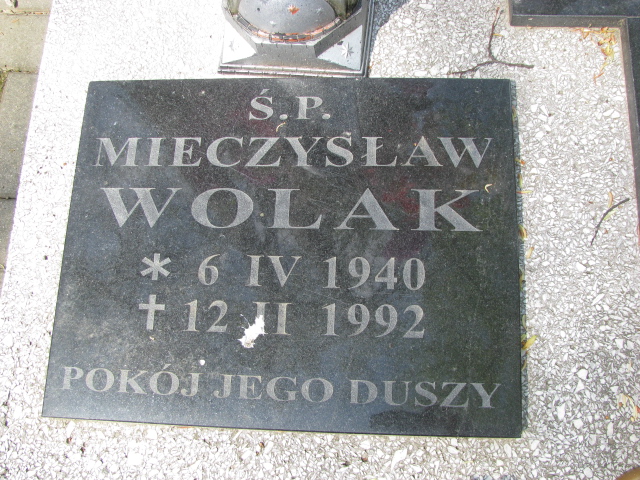 Ś.P.
MIECZYSŁAW
WOLAK
* 6 IV 1940
✝ 12 II 1992
POKÓJ JEGO DUSZY